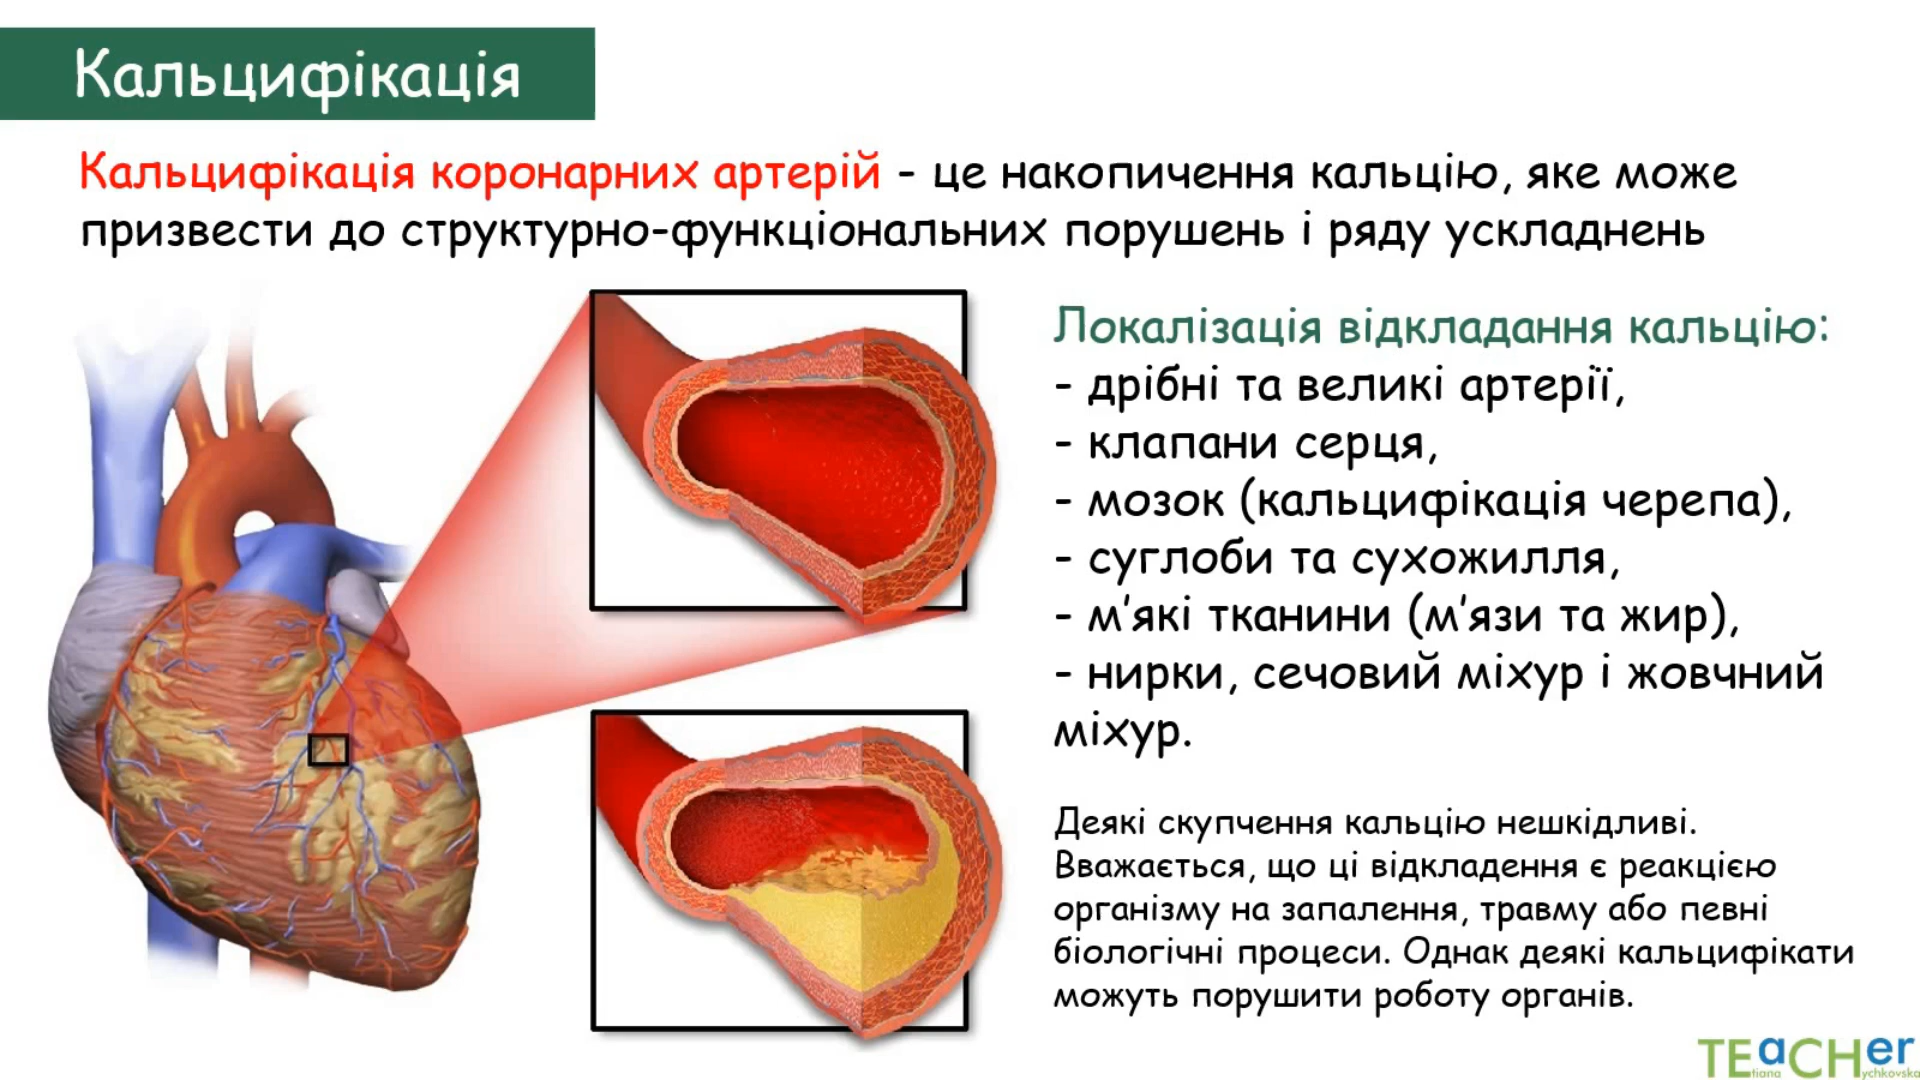 Кальцифікація
Кальцифікація коронарних артерій - це накопичення кальцію, яке може
призвести до структурно-функціональних порушень і ряду ускладнень
Локалізація відкладання кальцію:
- дрібні та великі артерії,
- клапани серця,
- мозок (кальцифікація черепа),
- суглоби та сухожилля,
- м'які тканини (м'язи та жир),
- нирки, сечовий міхур і жовчний
міхур.
Деякі скупчення кальцію нешкідливі.
Вважається, що ці відкладення є реакцією
організму на запалення, травму або певні
біологічні процеси. Однак деякі кальцифікати
можуть порушити роботу органів.
TEaCHer
tiana ychkovska